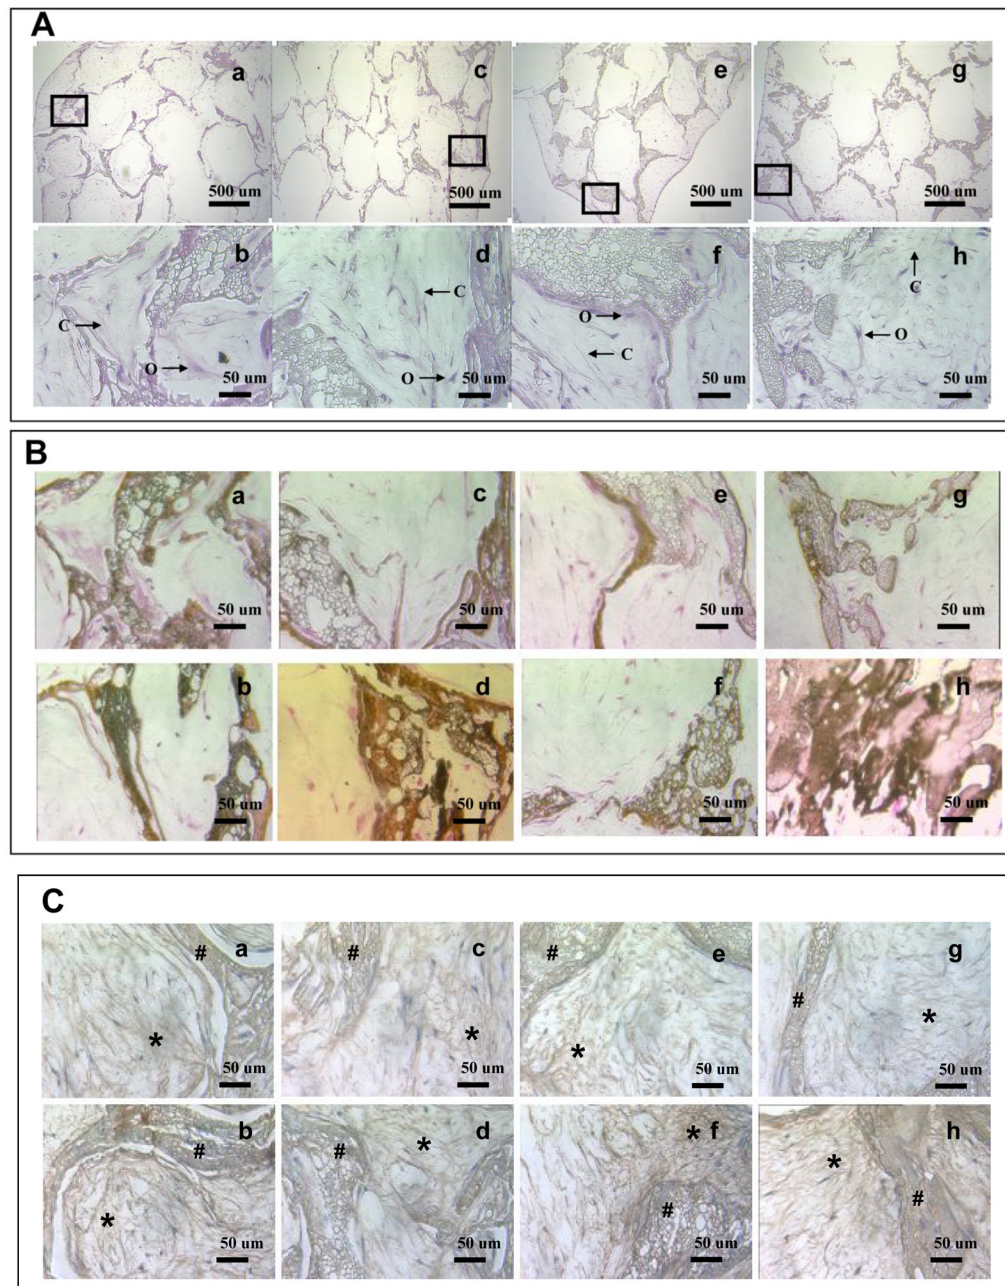 A
a c e g
500 um 500 um 500 um 500 um
b d f h
C O 50 um C O 50 um O C 50 um C O 50 um
B
a c e g
50 um 50 um 50 um 50 um
b d f h
50 um 50 um 50 um 50 um
C
# a # c # e g
* * * # *
50 um 50 um 50 um 50 um
b # # * d * f * h
* # #
50 um 50 um 50 um 50 um